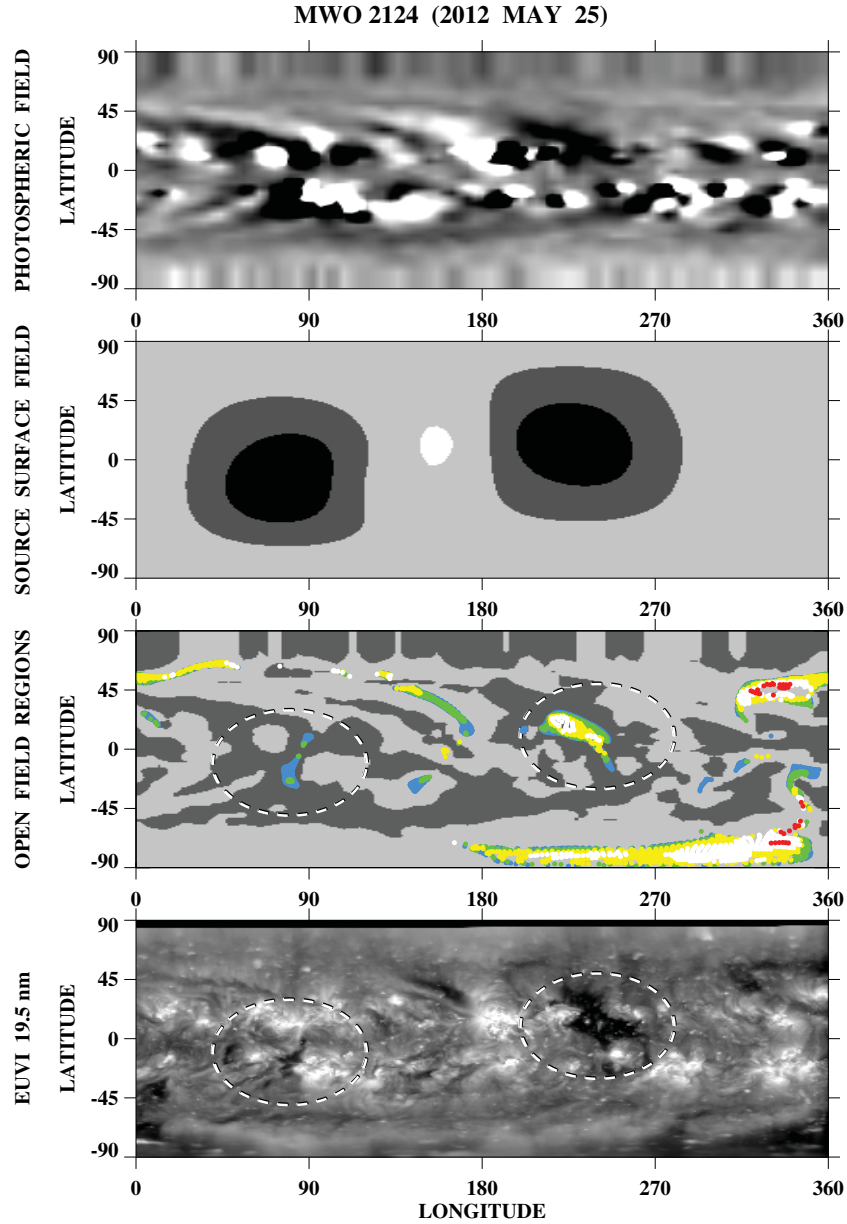 MWO 2124 (2012 MAY 25)
PHOTOSPHERIC FIELD
LATITUDE
90
45
0
-45
-90
0 90 180 270 360
SOURCE SURFACE FIELD
LATITUDE
90
45
0
-45
-90
0 90 180 270 360
OPEN FIELD REGIONS
LATITUDE
90
45
0
-45
-90
0 90 180 270 360
EUVI 19.5 nm
LATITUDE
90
45
0
-45
-90
0 90 180 270 360
LONGITUDE